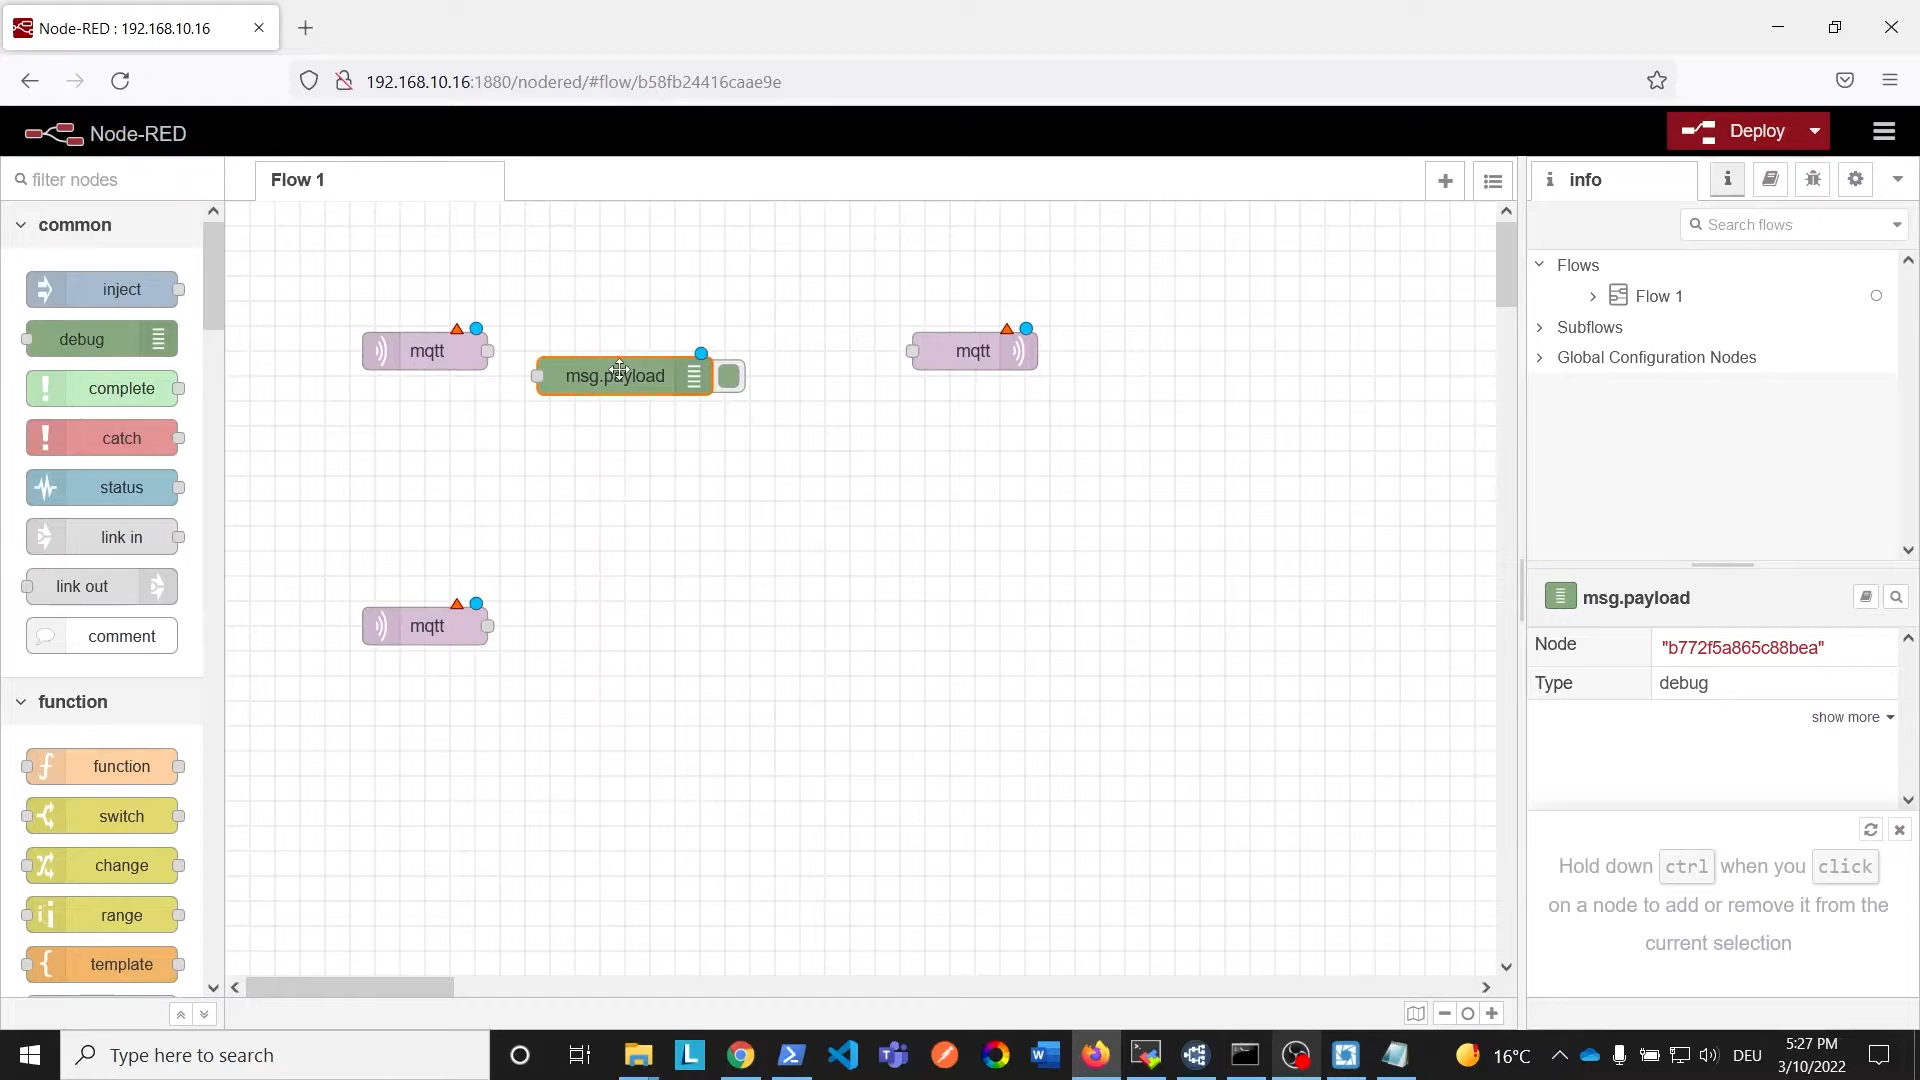 Node-RED : 192.168.10.16
192.168.10.16:1880/nodered/#flow/b58fb24416caae9e
Node-RED
Deploy
filter nodes
Flow 1
i info
i
common
Search flows
inject
debug
complete
catch
status
link in
link out
comment
function
function
switch
change
range
template
mqtt
msg.payload
mqtt
mqtt
Flows
Flow 1
Subflows
Global Configuration Nodes
msg.payload
Node "b772f5a865c88bea"
Type debug
show more
Hold down ctrl when you click
on a node to add or remove it from the
current selection
Type here to search
16°C
DEU
5:27 PM
3/10/2022